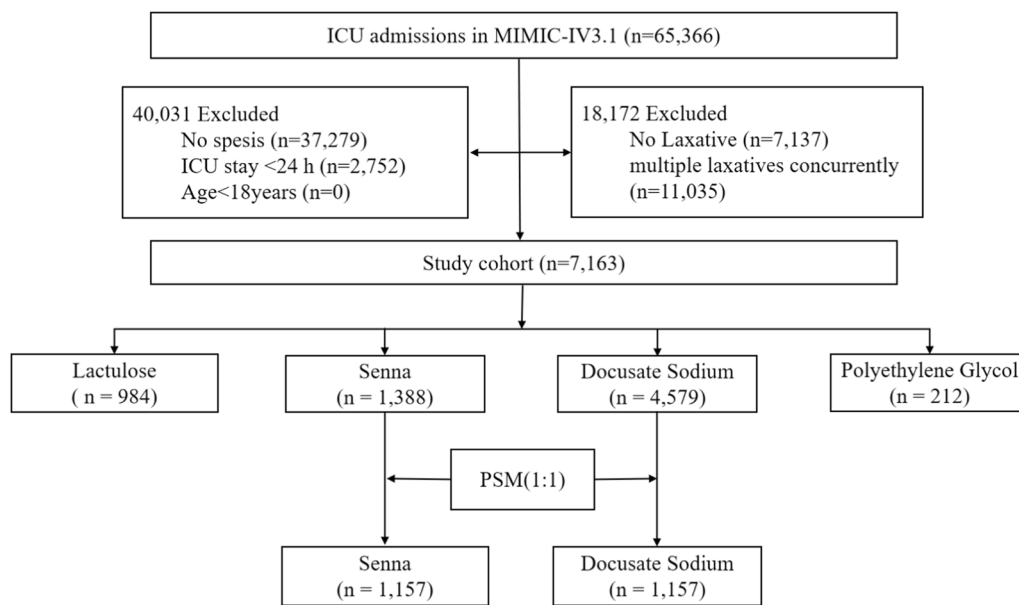 ICU admissions in MIMIC-IV3.1 (n=65,366)
40,031 Excluded
No spesis (n=37,279)
ICU stay <24 h (n=2,752)
Age<18years (n=0)
18,172 Excluded
No Laxative (n=7,137)
multiple laxatives concurrently
(n=11,035)
Study cohort (n=7,163)
Lactulose
( n = 984)
Senna
(n = 1,388)
Docusate Sodium
(n = 4,579)
Polyethylene Glycol
(n = 212)
PSM(1:1)
Senna
(n = 1,157)
Docusate Sodium
(n = 1,157)